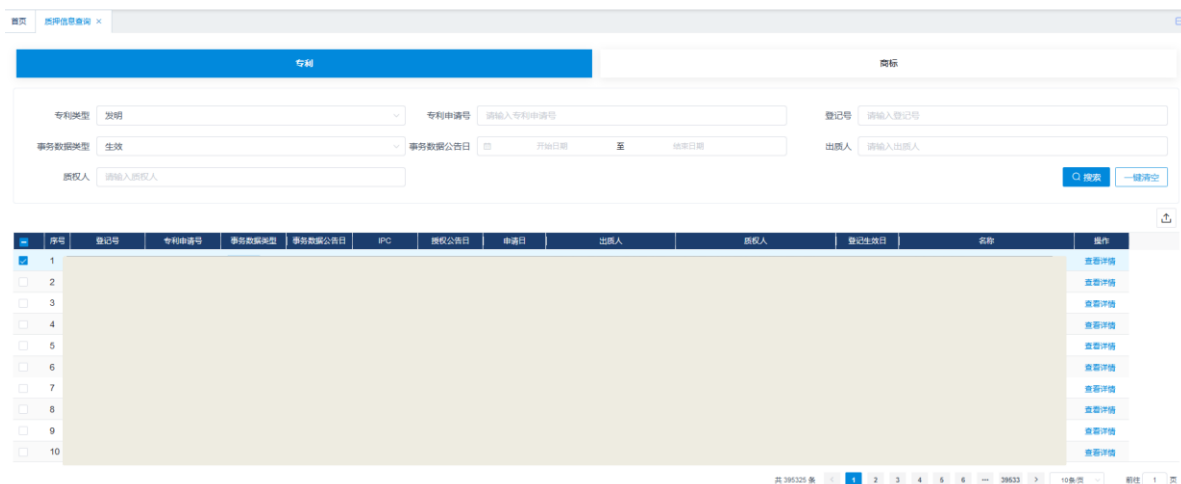 首页 质押信息查询 ×
专利 商标
专利类型 发明 专利申请号 请输入专利申请号 登记号 请输入登记号
事务数据类型 生效 事务数据公告日 开始日期 至 结束日期 出质人 请输入出质人
质权人 请输入质权人 搜索 一键清空
序号 登记号 专利申请号 事务数据类型 事务数据公告日 IPC 授权公告日 申请日 出质人 质权人 登记生效日 名称 操作
1 查看详情
2 查看详情
3 查看详情
4 查看详情
5 查看详情
6 查看详情
7 查看详情
8 查看详情
9 查看详情
10 查看详情
共 395325 条 1 2 3 4 5 6 39533 10条/页 前往 1 页